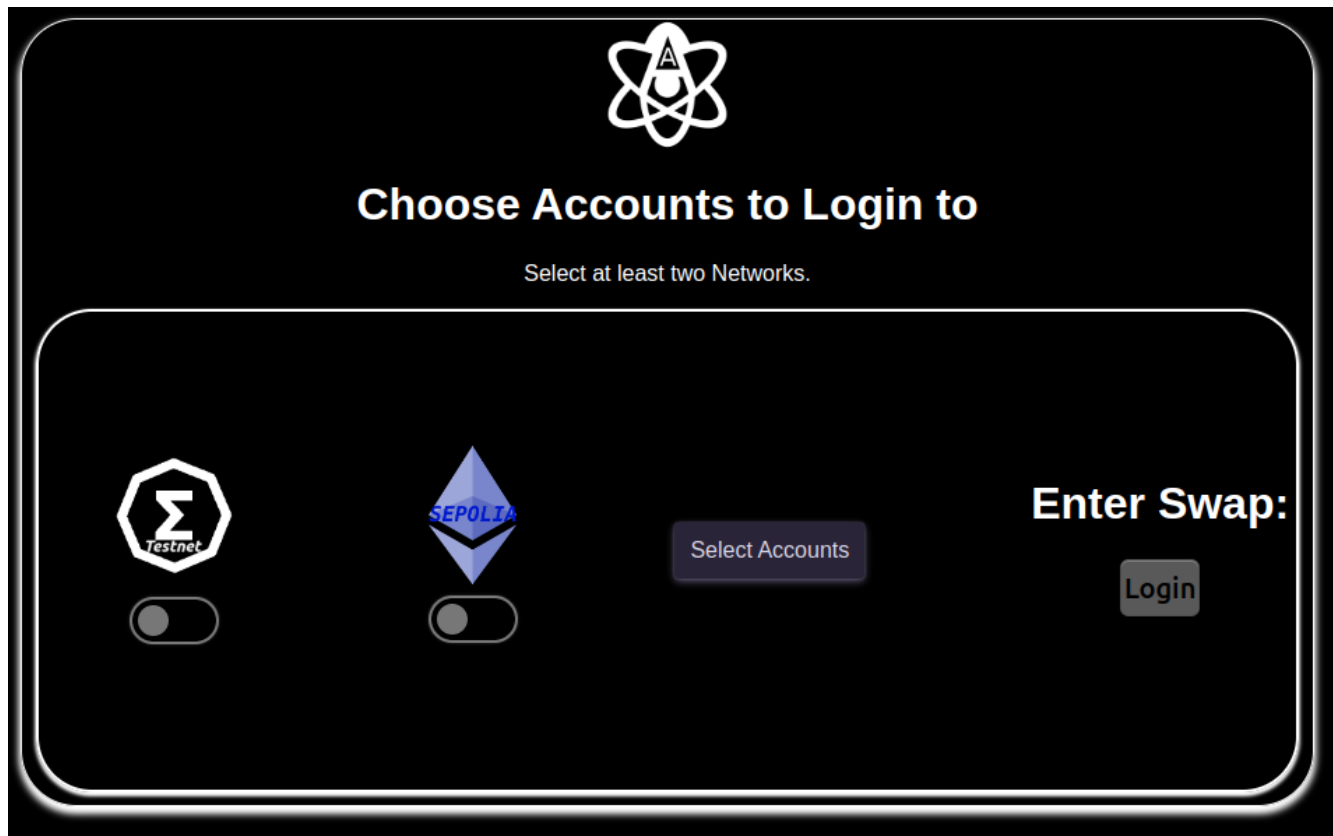 A
Choose Accounts to Login to
Select at least two Networks.
Σ
Testnet
SEPOLIA
Select Accounts
Enter Swap:
Login